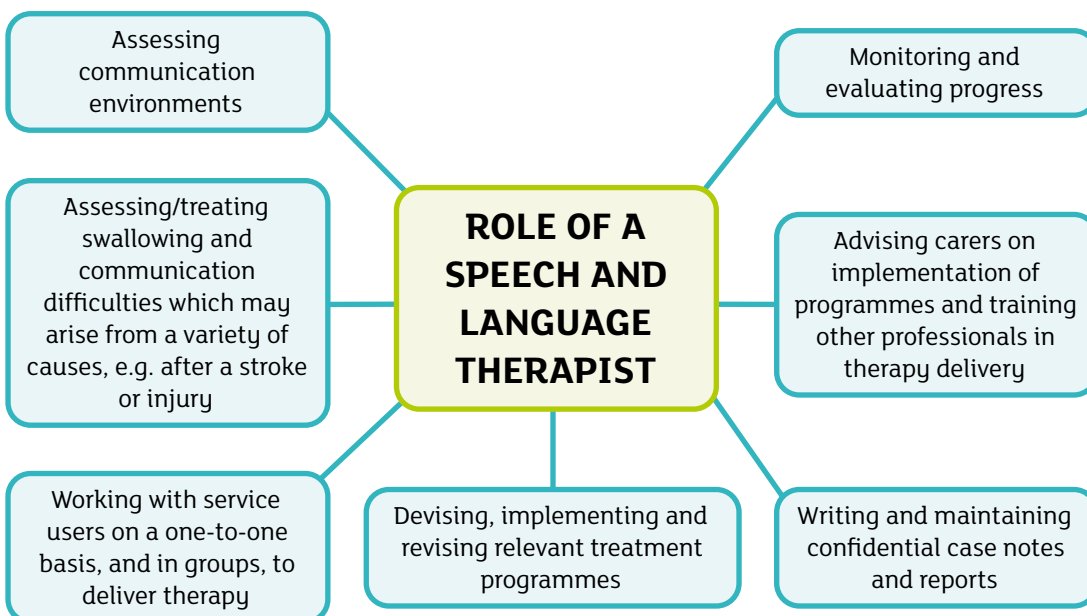 Assessing
communication
environments
Monitoring and
evaluating progress
Assessing/treating
swallowing and
communication
difficulties which may
arise from a variety of
causes, e.g. after a stroke
or injury
ROLE OF A
SPEECH AND
LANGUAGE
THERAPIST
Advising carers on
implementation of
programmes and training
other professionals in
therapy delivery
Working with service
users on a one-to-one
basis, and in groups, to
deliver therapy
Devising, implementing and
revising relevant treatment
programmes
Writing and maintaining
confidential case notes
and reports